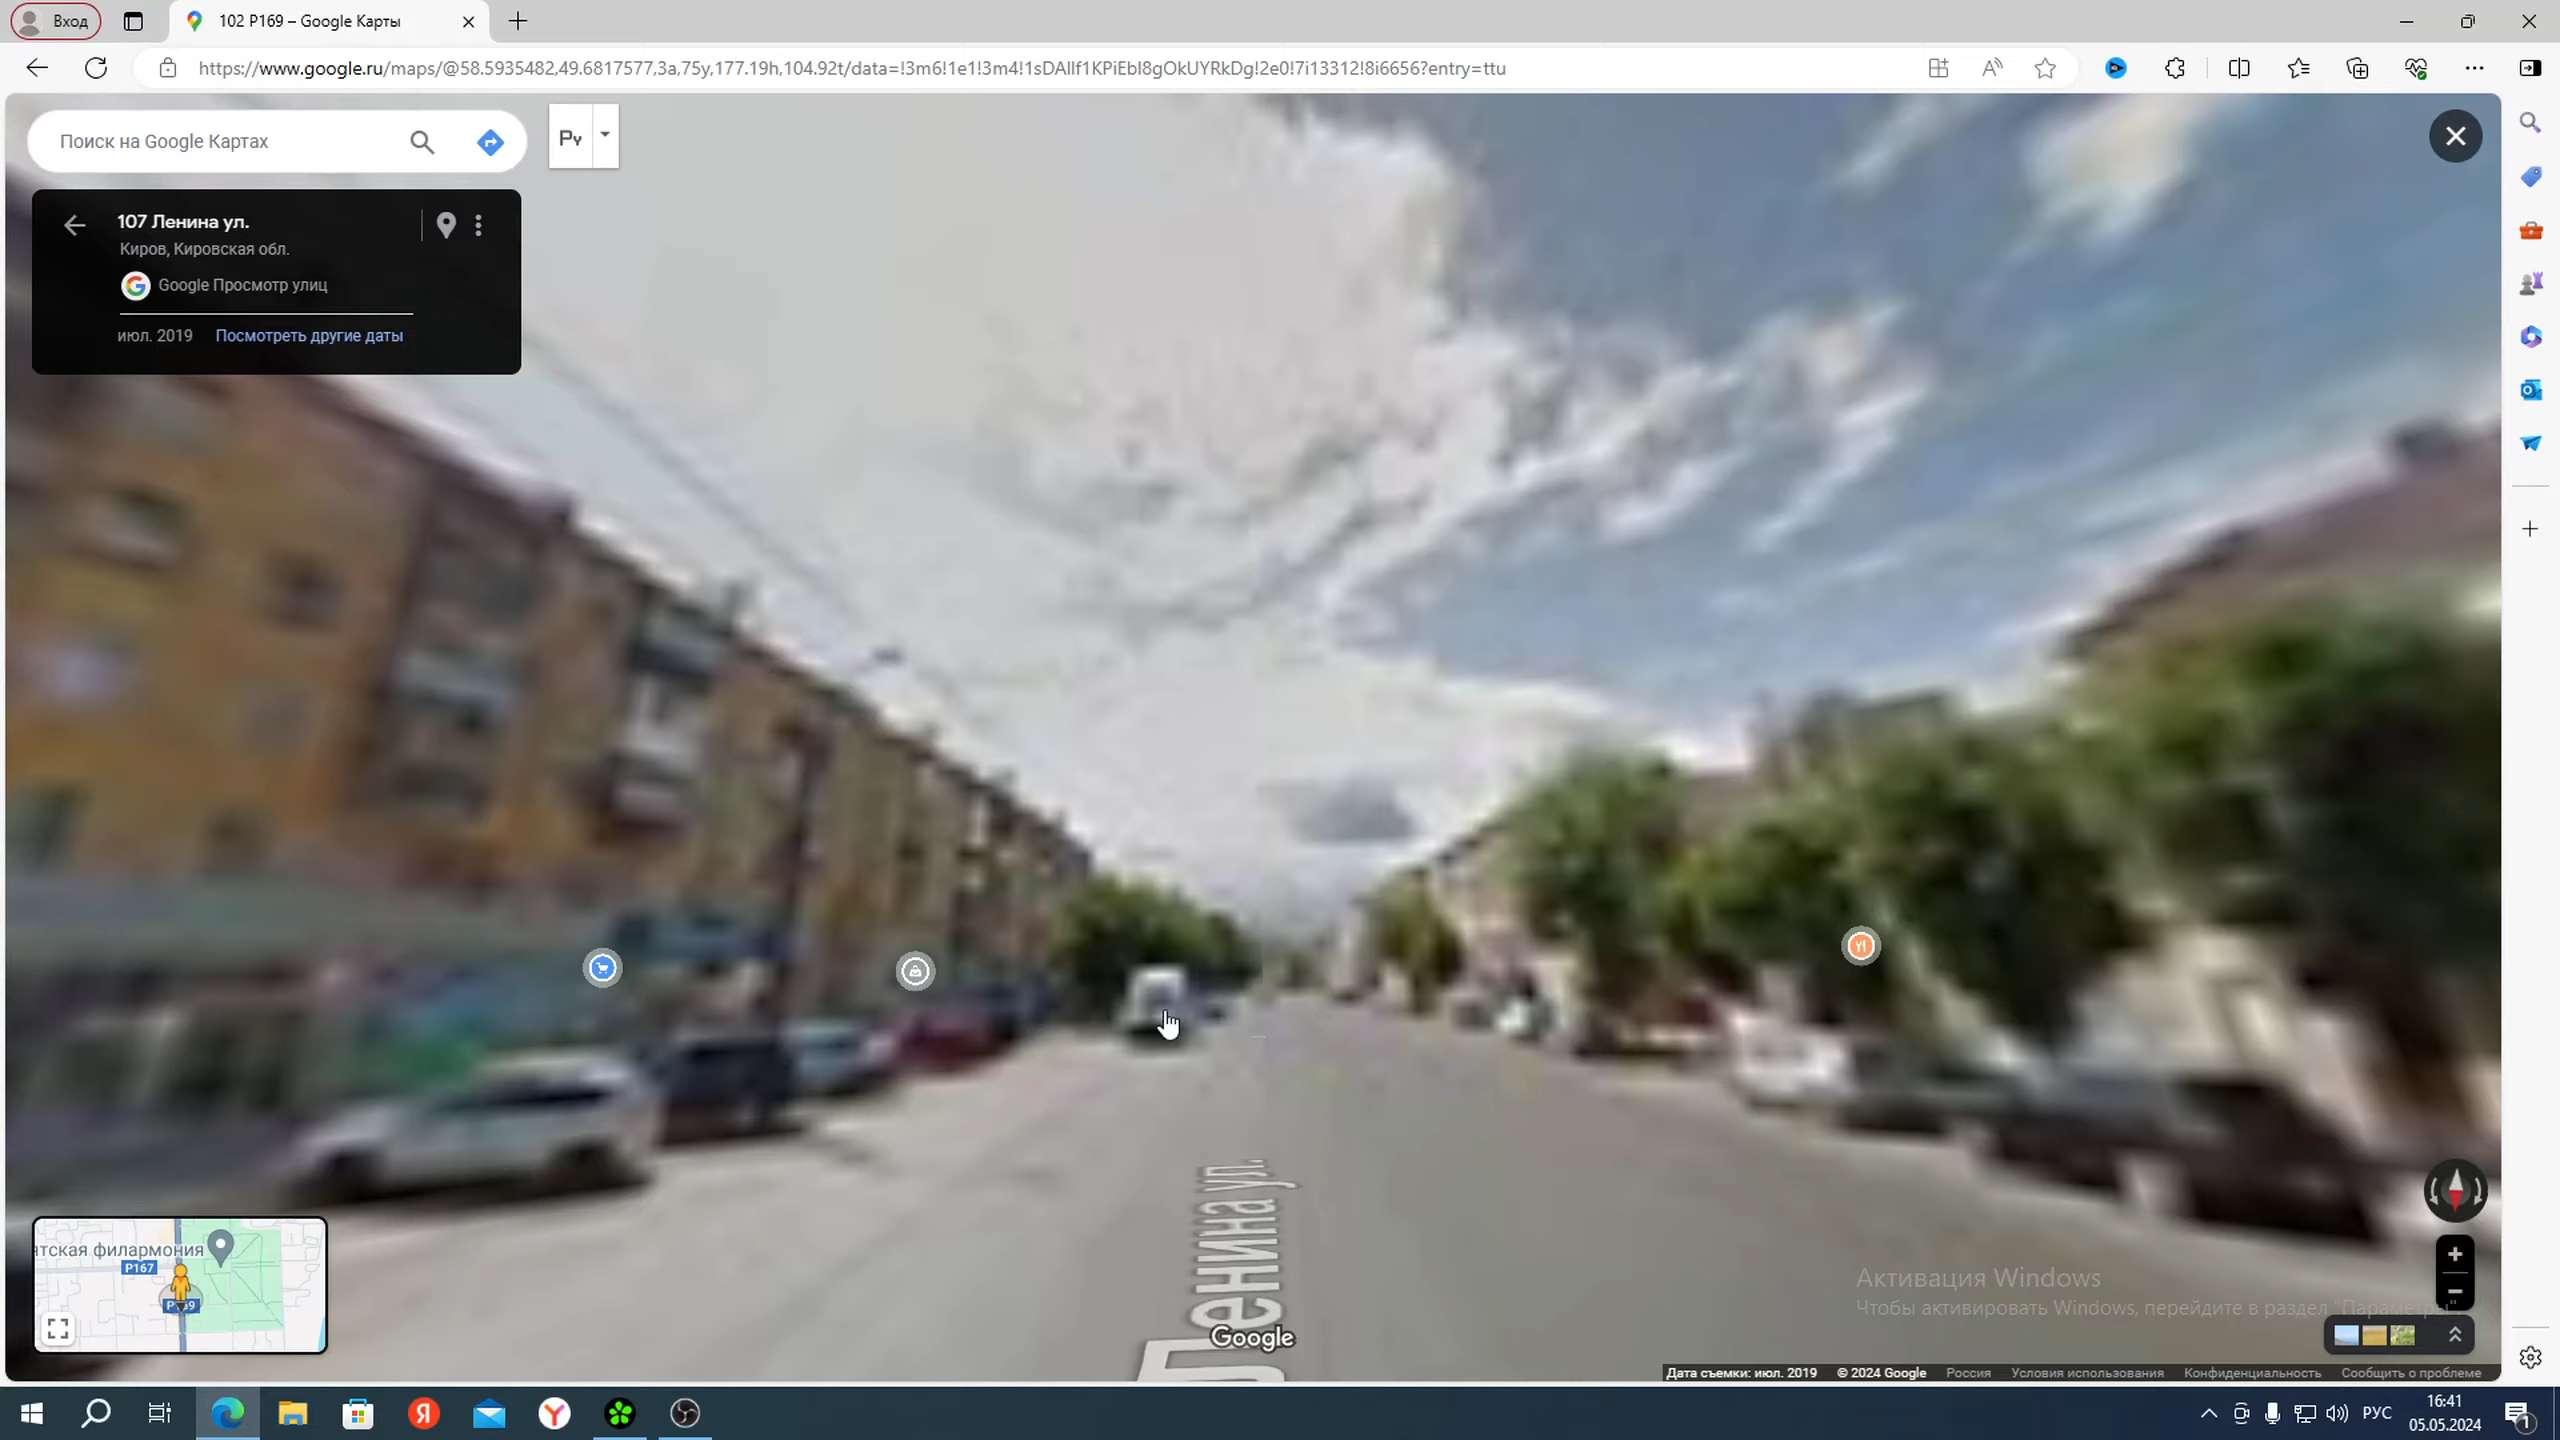 Вход
102 Р169 – Google Карты
https://www.google.ru/maps/@58.5935482,49.6817577,3a,75y,177.19h,104.92t/data=!3m6!1e1!3m4!1sDAllf1KPiEbl8gOkUYRkDg!2e0!7i13312!8i6656?entry=ttu
Поиск на Google Картах
Ру
107 Ленина ул.
Киров, Кировская обл.
Google Просмотр улиц
июл. 2019 Посмотреть другие даты
Ленина ул.
ятская филармония
Р167
Google
Активация Windows
Чтобы активировать Windows, перейдите в раздел "Параметры".
Дата съемки: июл. 2019 © 2024 Google Россия Условия использования Конфиденциальность Сообщить о проблеме
РУС
16:41
05.05.2024
1